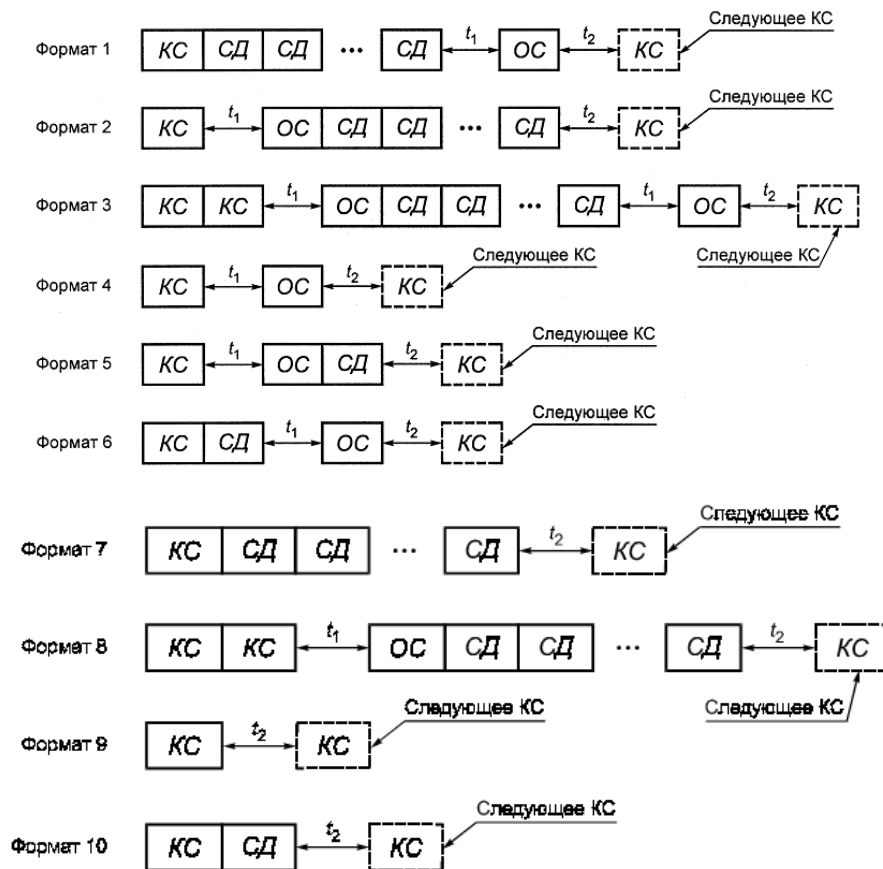 Следующее КС
Формат 1 КС СД СД ... СД t1 ОС t2 КС
Следующее КС
Формат 2 КС t1 ОС СД СД ... СД t2 КС
Формат 3 КС КС t1 ОС СД СД ... СД t1 ОС t2 КС
Следующее КС Следующее КС
Формат 4 КС t1 ОС t2 КС
Следующее КС
Формат 5 КС t1 ОС СД t2 КС
Следующее КС
Формат 6 КС СД t1 ОС t2 КС
Следующее КС
Формат 7 КС СД СД ... СД t2 КС
Формат 8 КС КС t1 ОС СД СД ... СД t2 КС
Следующее КС Следующее КС
Формат 9 КС t2 КС
Следующее КС
Формат 10 КС СД t2 КС